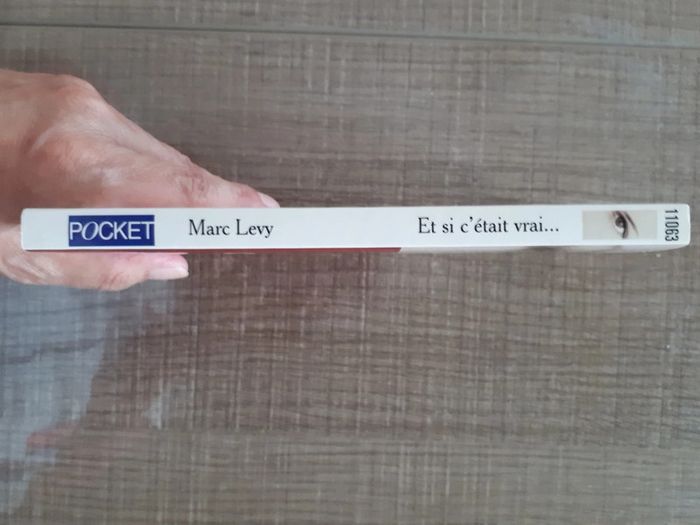 POCKET
Marc Levy
Et si c'était vrai...
11063